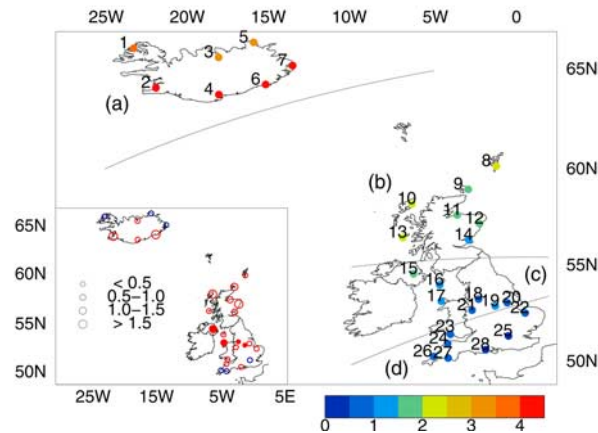 25W 20W 15W 10W 5W 0
1 2 3 4 5 6 7
(a)
65N
8
60N
(b)
9 10 11 12 13 14
15
55N
(c)
16 17 18 19 20 21 22
23 24 25
26 27 28
(d)
50N
65N
60N
55N
50N
< 0.5
0.5–1.0
1.0–1.5
> 1.5
25W 15W 5W 5E
0 1 2 3 4